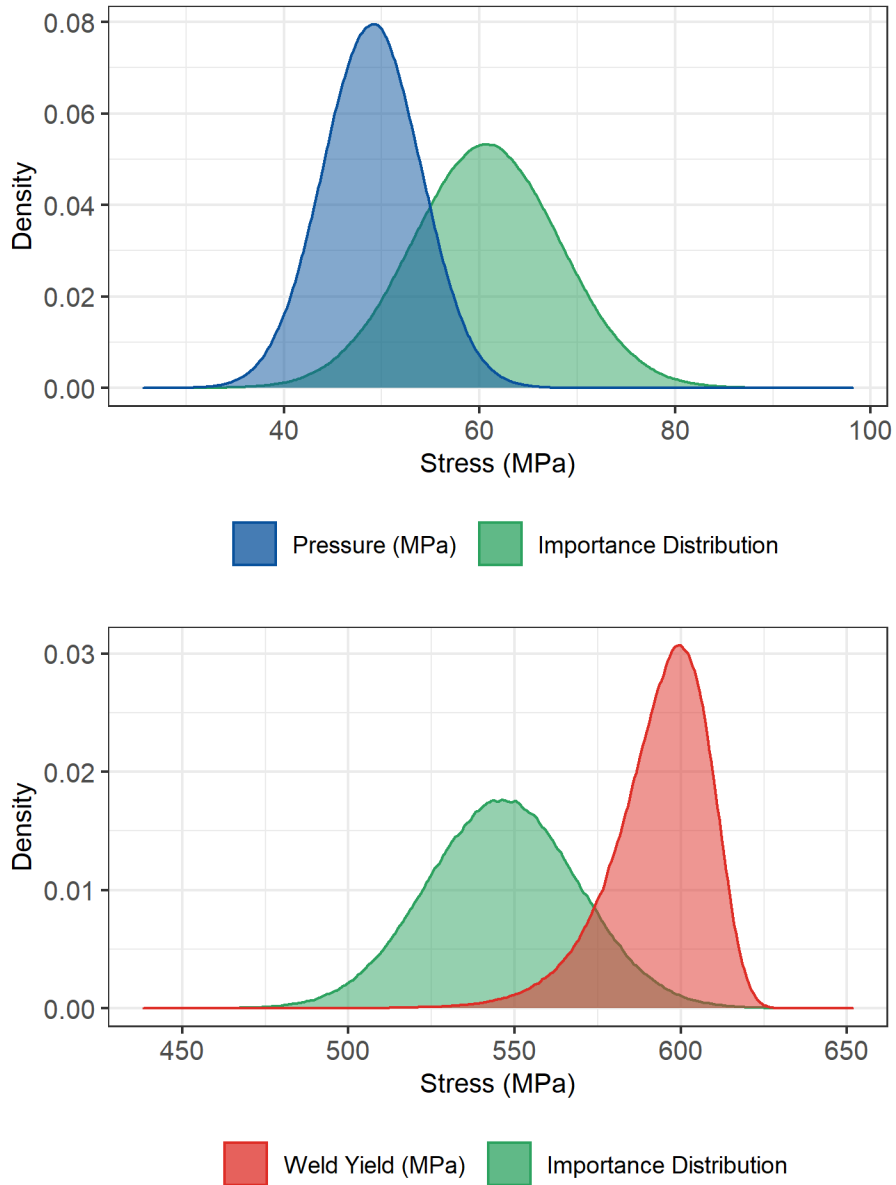 0.08
0.06
0.04
0.02
0.00
Density
40 60 80 100
Stress (MPa)
Pressure (MPa) Importance Distribution
0.03
0.02
0.01
0.00
Density
450 500 550 600 650
Stress (MPa)
Weld Yield (MPa) Importance Distribution